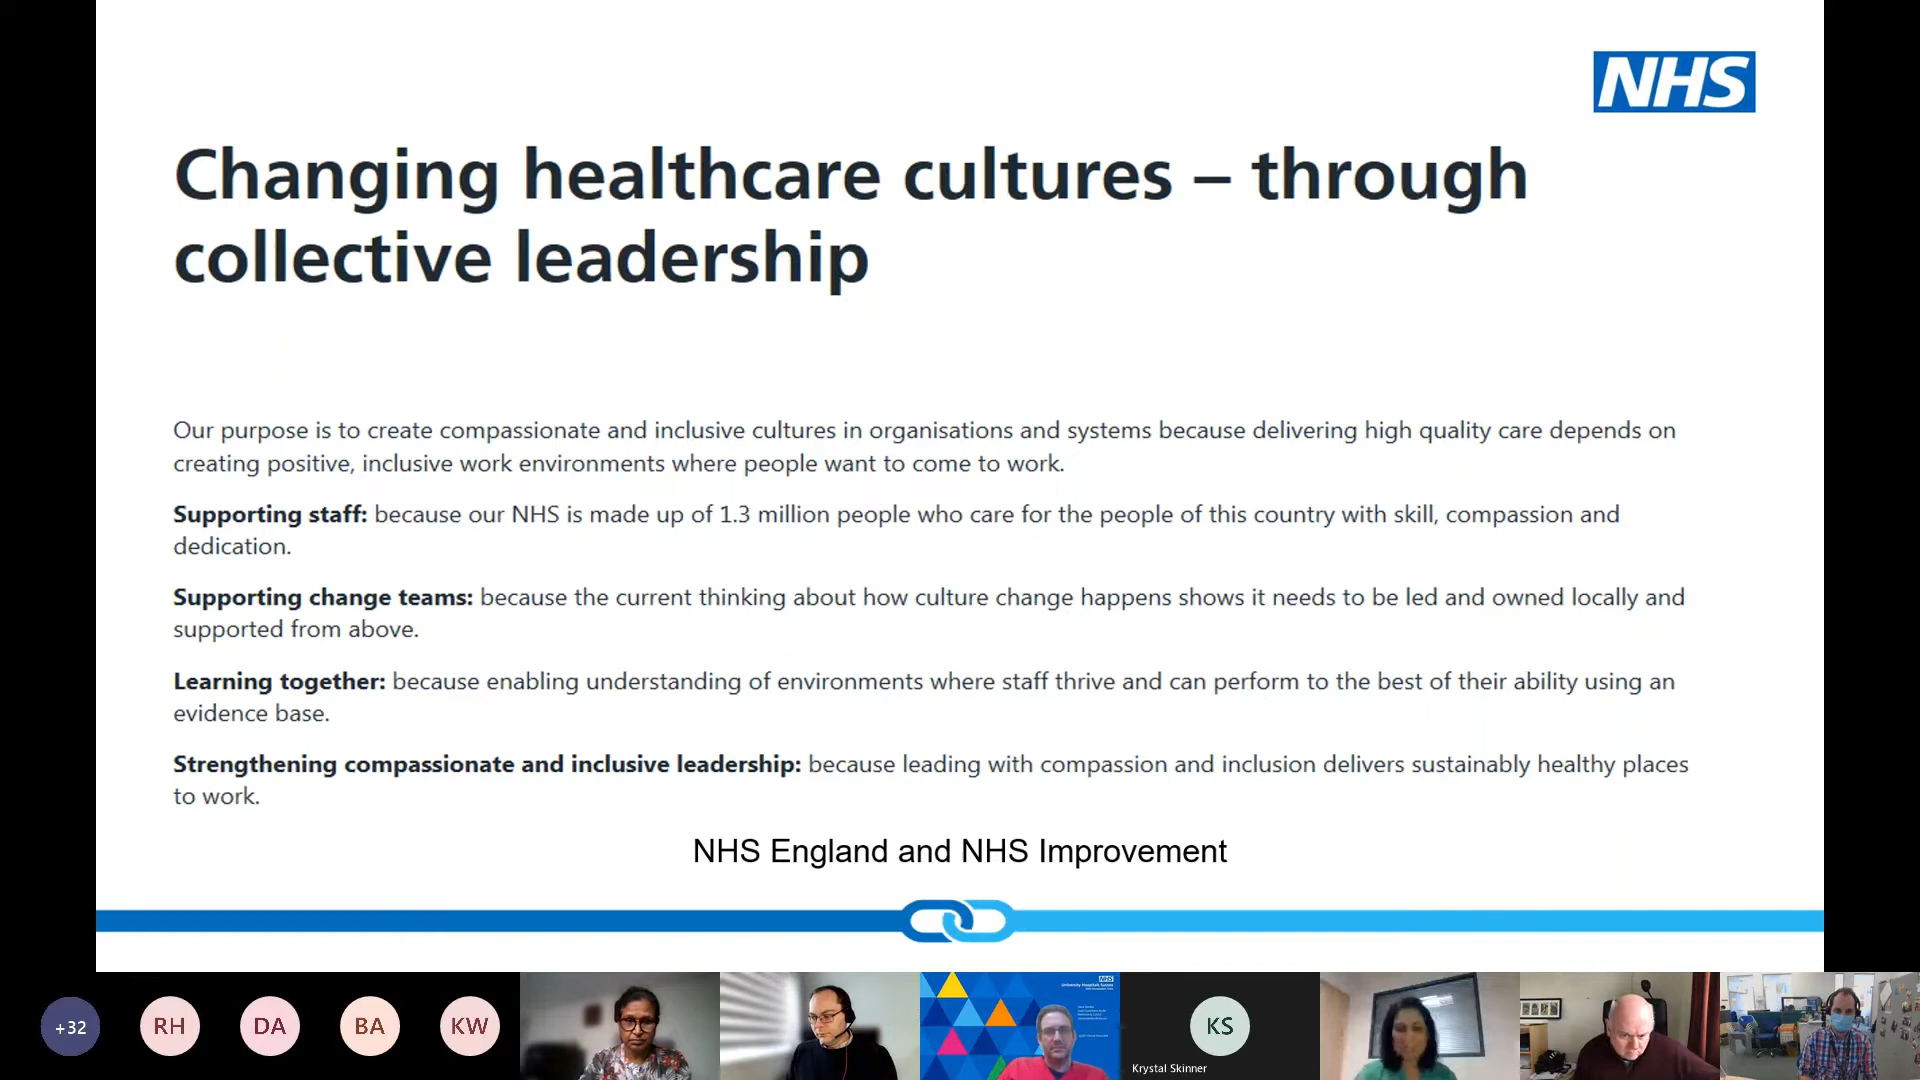 NHS
Changing healthcare cultures – through
collective leadership
Our purpose is to create compassionate and inclusive cultures in organisations and systems because delivering high quality care depends on
creating positive, inclusive work environments where people want to come to work.
Supporting staff: because our NHS is made up of 1.3 million people who care for the people of this country with skill, compassion and
dedication.
Supporting change teams: because the current thinking about how culture change happens shows it needs to be led and owned locally and
supported from above.
Learning together: because enabling understanding of environments where staff thrive and can perform to the best of their ability using an
evidence base.
Strengthening compassionate and inclusive leadership: because leading with compassion and inclusion delivers sustainably healthy places
to work.
NHS England and NHS Improvement
+32
RH
DA
BA
KW
NHS
University Hospitals Sussex
KS
Krystal Skinner